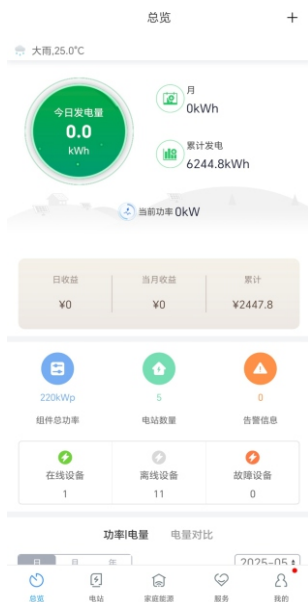 总览 +
大雨,25.0°C
今日发电量
0.0
kWh
月
0kWh
累计发电
6244.8kWh
当前功率 0kW
日收益 当月收益 累计
¥0 ¥0 ¥2447.8
220kWp 5 0
组件总功率 电站数量 告警信息
在线设备 离线设备 故障设备
1 11 0
功率|电量 电量对比
日 月 年 2025-05
总览 电站 家庭能源 服务 我的